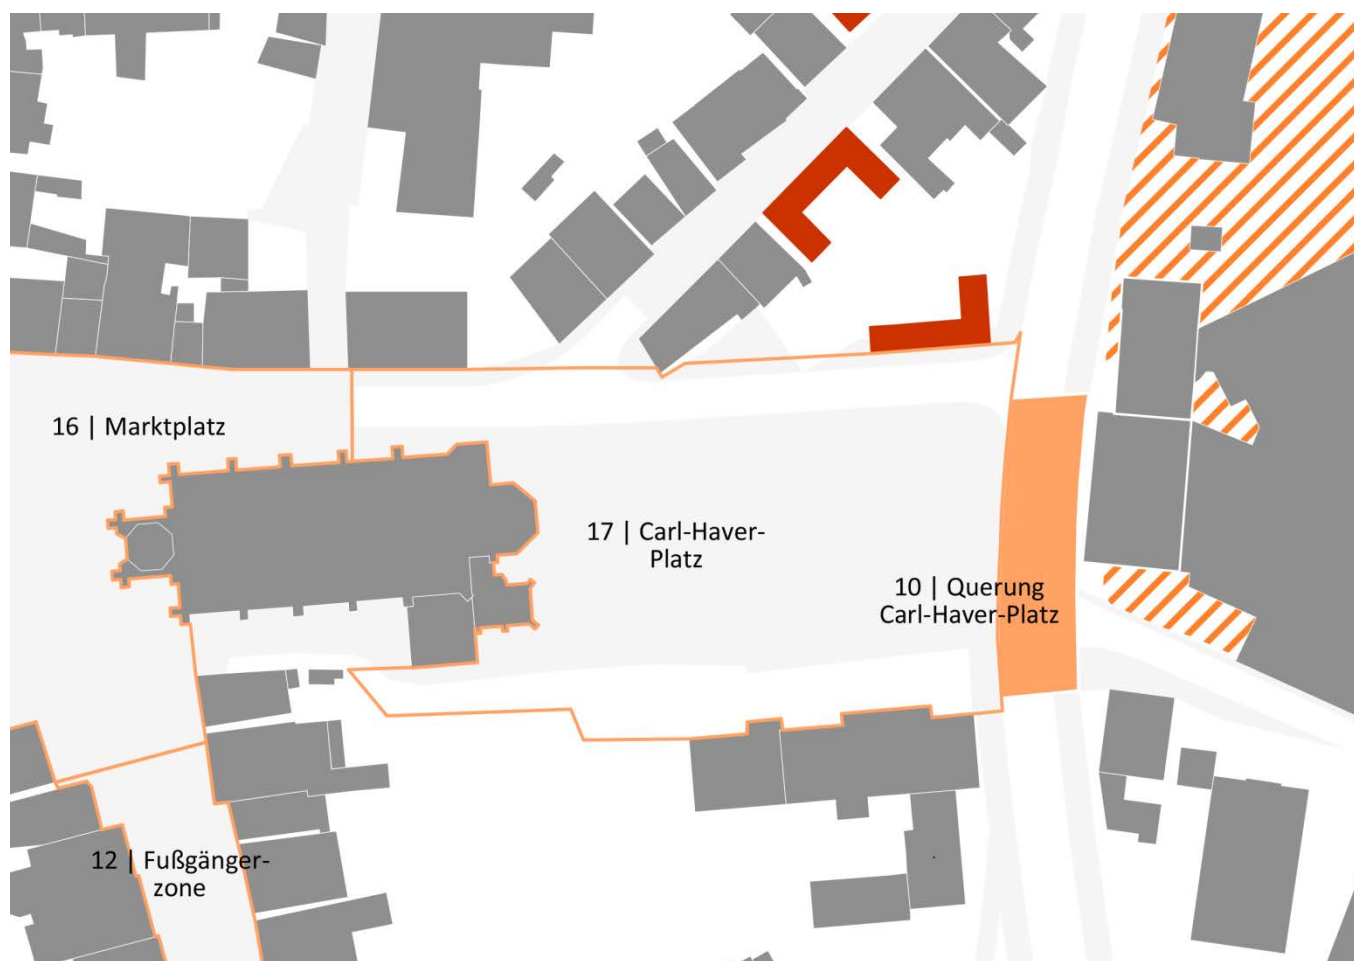 16 | Marktplatz
17 | Carl-Haver-
Platz
10 | Querung
Carl-Haver-Platz
12 | Fußgänger-
zone